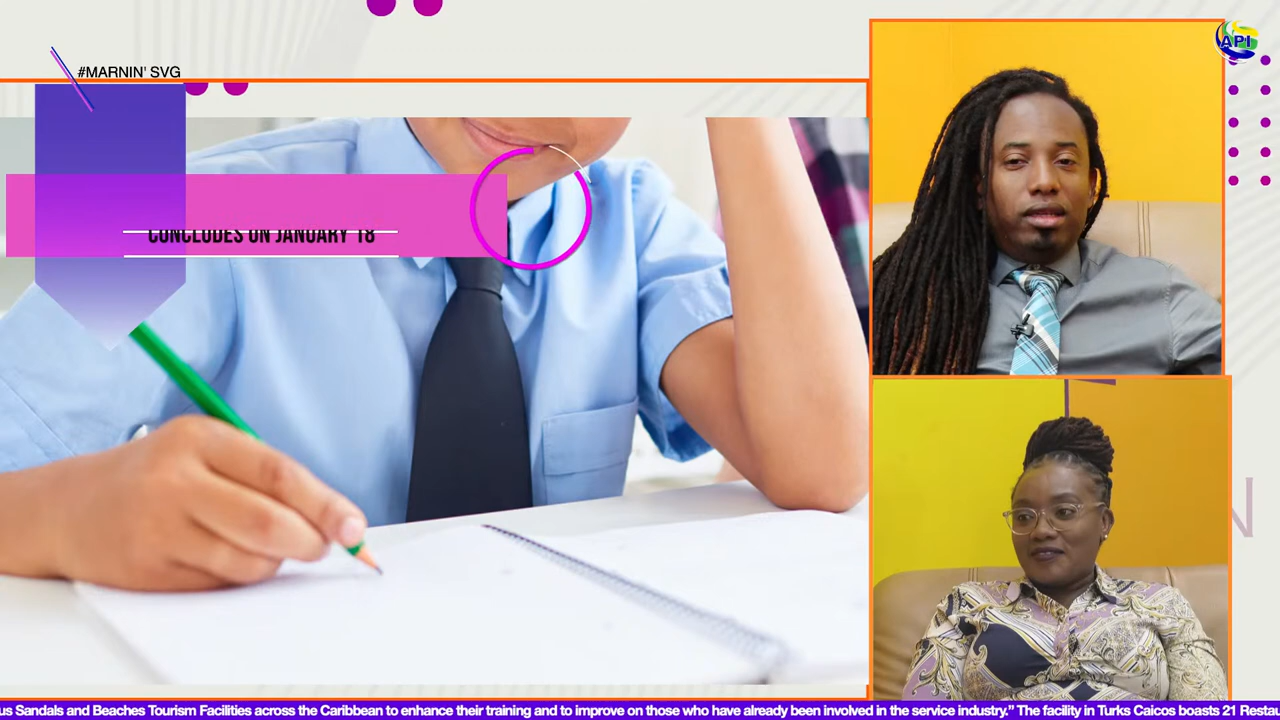 #MARNIN' SVG
API
CONCLUDES ON JANUARY 18
N
us Sandals and Beaches Tourism Facilities across the Caribbean to enhance their training and to improve on those who have already been involved in the service industry.” The facility in Turks Caicos boasts 21 Restau